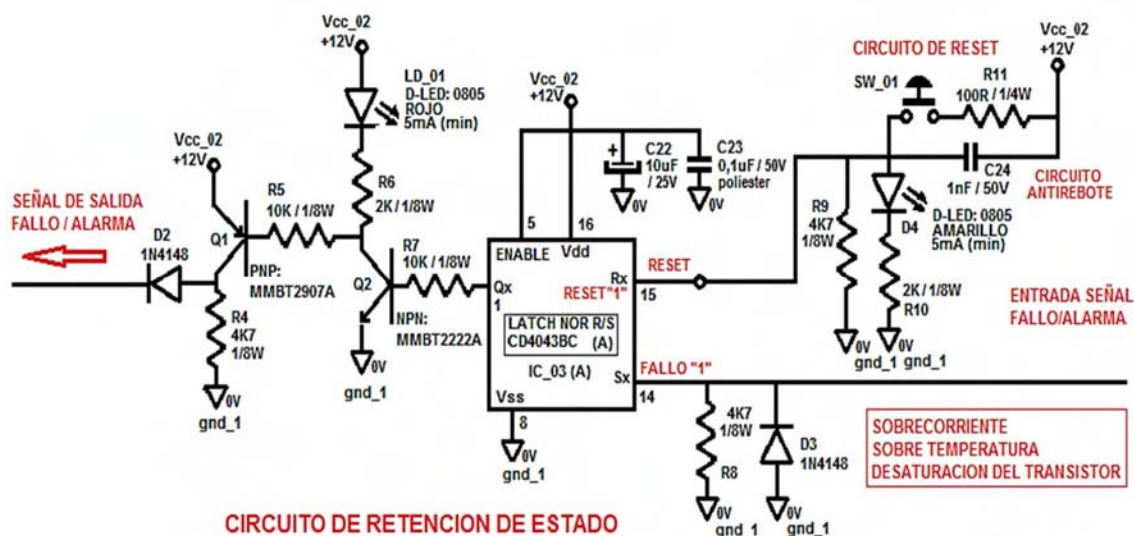 Vcc_02
+12V
LD_01
D-LED: 0805
ROJO
5mA (min)
Vcc_02
+12V
SEÑAL DE SALIDA
FALLO / ALARMA
D2
1N4148
Q1
PNP:
MMBT2907A
R4
4K7
1/8W
0V
gnd_1
R5
10K / 1/8W
R6
2K / 1/8W
Q2
NPN:
MMBT2222A
0V
gnd_1
R7
10K / 1/8W
Vcc_02
+12V
C22
10uF
/ 25V
0V
C23
0,1uF / 50V
poliester
0V
5
16
ENABLE
Vdd
Qx
1
Rx
15
RESET"1"
RESET
LATCH NOR R/S
CD4043BC (A)
IC_03 (A)
Sx
14
FALLO "1"
Vss
8
0V
gnd_1
CIRCUITO DE RESET
SW_01
R11
100R / 1/4W
Vcc_02
+12V
C24
1nF / 50V
CIRCUITO
ANTIREBOTE
R9
4K7
1/8W
D-LED: 0805
D4
AMARILLO
5mA (min)
2K / 1/8W
R10
0V
0V
gnd_1 gnd_1
ENTRADA SEÑAL
FALLO/ALARMA
4K7
1/8W
R8
0V
gnd_1
D3
1N4148
0V
gnd_1
SOBRECORRIENTE
SOBRE TEMPERATURA
DESATURACION DEL TRANSISTOR
CIRCUITO DE RETENCION DE ESTADO